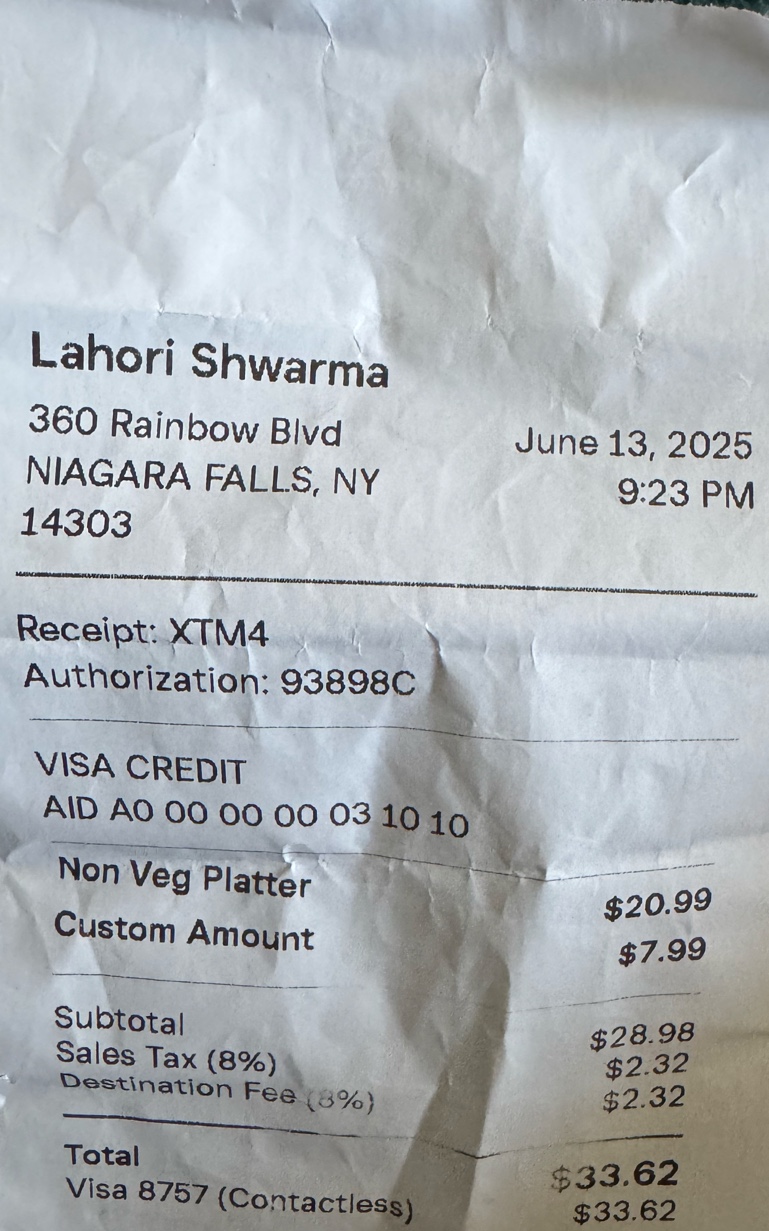 Lahori Shwarma
360 Rainbow Blvd
NIAGARA FALLS, NY
14303
June 13, 2025
9:23 PM
Receipt: XTM4
Authorization: 93898C
VISA CREDIT
AID A0 00 00 00 03 10 10
Non Veg Platter $20.99
Custom Amount $7.99
Subtotal $28.98
Sales Tax (8%) $2.32
Destination Fee (8%) $2.32
Total $33.62
Visa 8757 (Contactless) $33.62